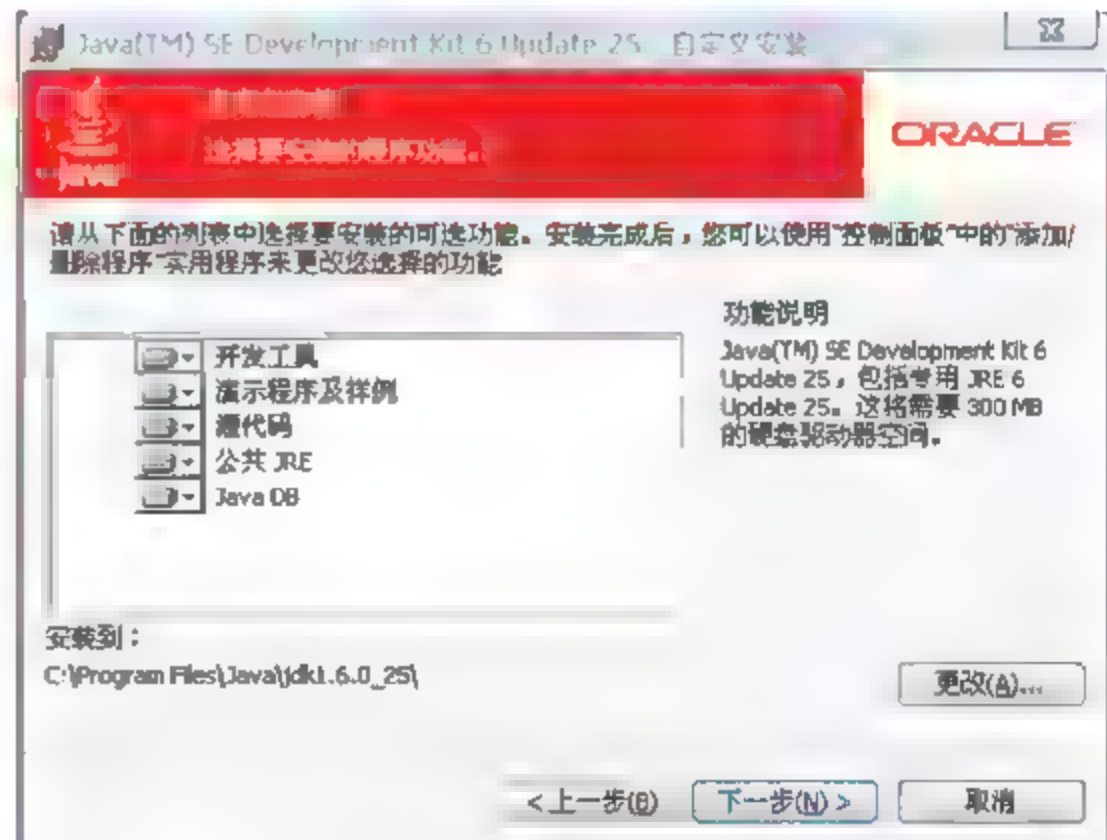 Java(TM) SE Development Kit 6 Update 25 自定义安装
选择要安装的程序功能。
ORACLE
请从下面的列表中选择要安装的可选功能。安装完成后，您可以使用"控制面板"中的"添加/
删除程序"实用程序来更改您选择的功能
开发工具
演示程序及样例
源代码
公共 JRE
Java DB
功能说明
Java(TM) SE Development Kit 6
Update 25，包括专用 JRE 6
Update 25。这将需要 300 MB
的硬盘驱动器空间。
安装到：
C:\Program Files\Java\jdk1.6.0_25\
更改(A)...
<上一步(B)
下一步(N) >
取消